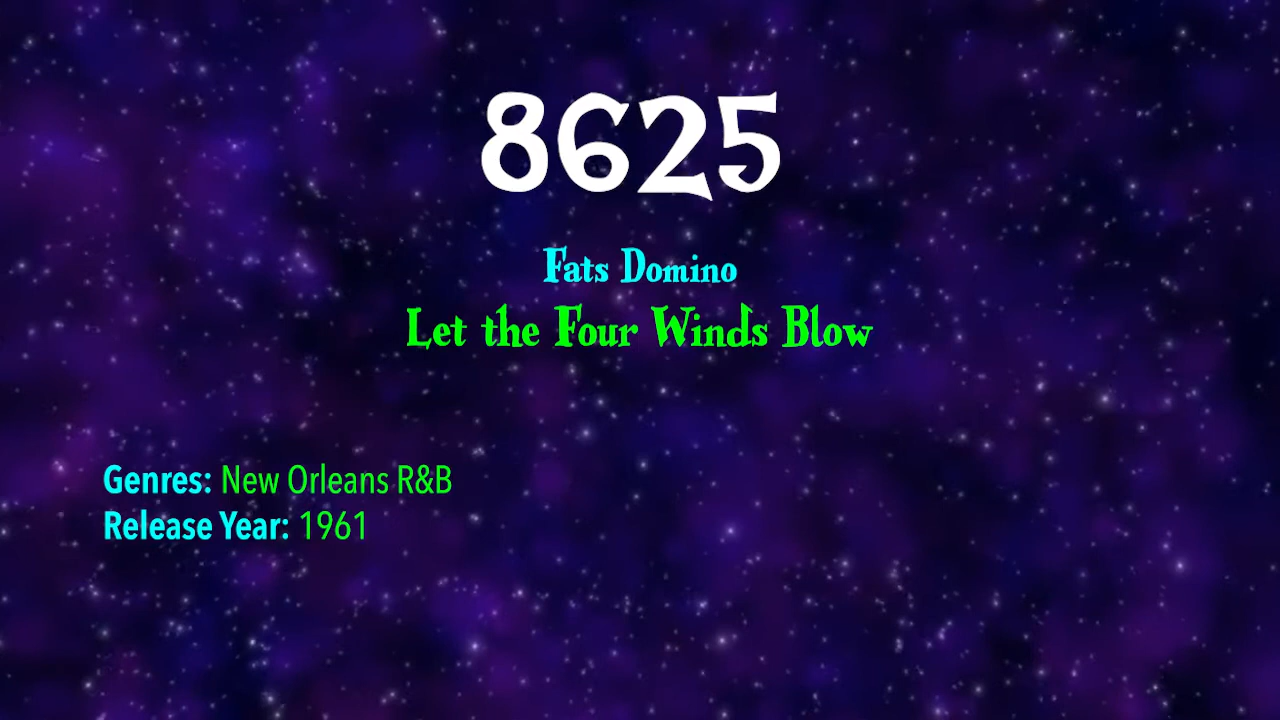 8625
Fats Domino
Let the Four Winds Blow
Genres: New Orleans R&B
Release Year: 1961